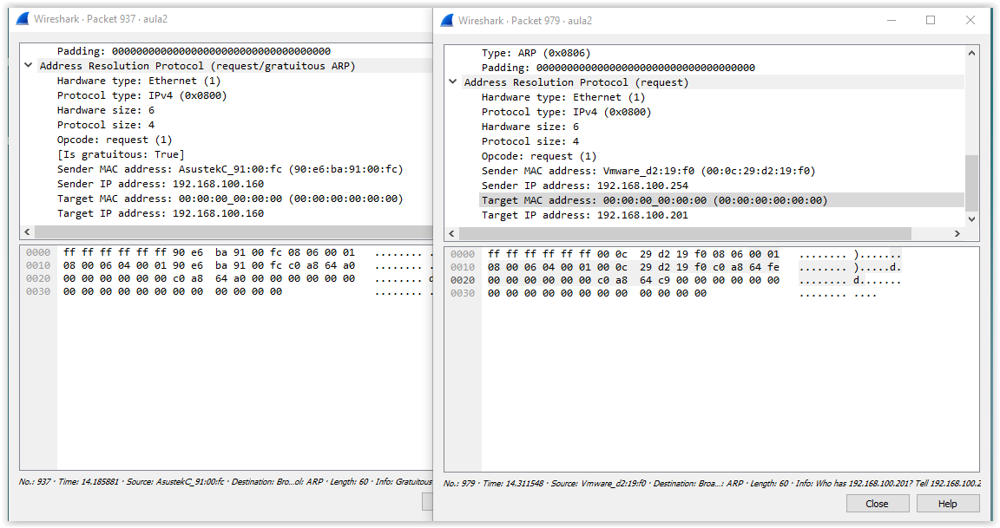 Wireshark · Packet 937 · aula2
Padding: 000000000000000000000000000000000000
Address Resolution Protocol (request/gratuitous ARP)
Hardware type: Ethernet (1)
Protocol type: IPv4 (0x0800)
Hardware size: 6
Protocol size: 4
Opcode: request (1)
[Is gratuitous: True]
Sender MAC address: AsustekC_91:00:fc (90:e6:ba:91:00:fc)
Sender IP address: 192.168.100.160
Target MAC address: 00:00:00_00:00:00 (00:00:00:00:00:00)
Target IP address: 192.168.100.160
0000 ff ff ff ff ff ff 90 e6 ba 91 00 fc 08 06 00 01 ........ .
0010 08 00 06 04 00 01 90 e6 ba 91 00 fc c0 a8 64 a0 ........ .
0020 00 00 00 00 00 00 c0 a8 64 a0 00 00 00 00 00 00 ........ d
0030 00 00 00 00 00 00 00 00 00 00 00 00 ........ .
No.: 937 · Time: 14.185881 · Source: AsustekC_91:00:fc · Destination: Bro...ol: ARP · Length: 60 · Info: Gratuitous
Wireshark · Packet 979 · aula2
Type: ARP (0x0806)
Padding: 000000000000000000000000000000000000
Address Resolution Protocol (request)
Hardware type: Ethernet (1)
Protocol type: IPv4 (0x0800)
Hardware size: 6
Protocol size: 4
Opcode: request (1)
Sender MAC address: Vmware_d2:19:f0 (00:0c:29:d2:19:f0)
Sender IP address: 192.168.100.254
Target MAC address: 00:00:00_00:00:00 (00:00:00:00:00:00)
Target IP address: 192.168.100.201
0000 ff ff ff ff ff ff 00 0c 29 d2 19 f0 08 06 00 01 ........ ).......
0010 08 00 06 04 00 01 00 0c 29 d2 19 f0 c0 a8 64 fe ........ ).....d.
0020 00 00 00 00 00 00 c0 a8 64 c9 00 00 00 00 00 00 ........ d.......
0030 00 00 00 00 00 00 00 00 00 00 00 00 ........ ....
No.: 979 · Time: 14.311548 · Source: Vmware_d2:19:f0 · Destination: Broa...: ARP · Length: 60 · Info: Who has 192.168.100.201? Tell 192.168.100.2
Close
Help